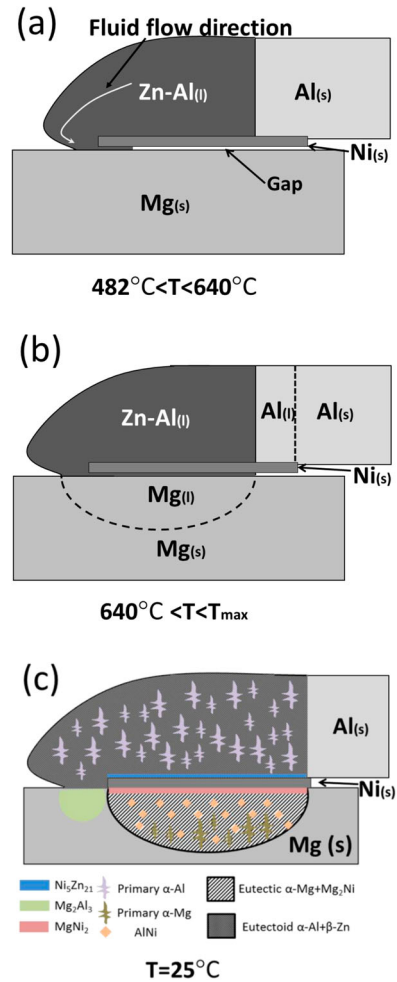 (a)
Fluid flow direction
Zn-Al(l)
Al(s)
Ni(s)
Gap
Mg(s)
482°C<T<640°C
(b)
Zn-Al(l)
Al(l)
Al(s)
Ni(s)
Mg(l)
Mg(s)
640°C <T<Tmax
(c)
Al(s)
Ni(s)
Mg (s)
Ni5Zn21
Primary α-Al
Eutectic α-Mg+Mg2Ni
Mg2Al3
Primary α-Mg
MgNi2
AlNi
Eutectoid α-Al+β-Zn
T=25°C